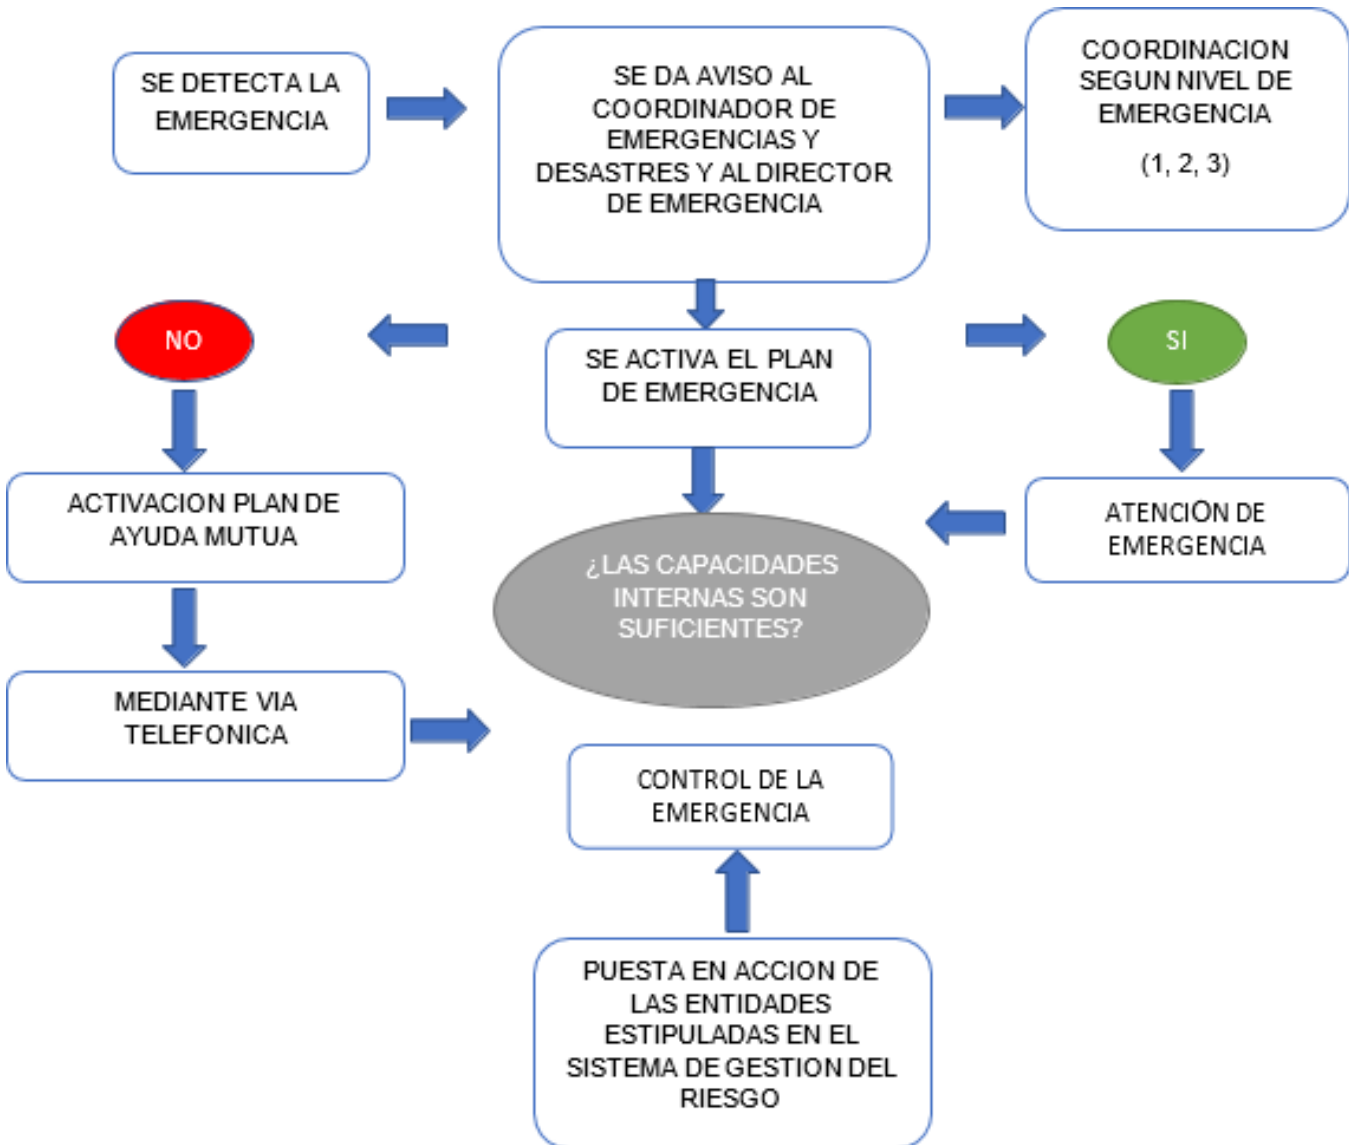 SE DETECTA LA
EMERGENCIA
SE DA AVISO AL
COORDINADOR DE
EMERGENCIAS Y
DESASTRES Y AL DIRECTOR
DE EMERGENCIA
COORDINACION
SEGUN NIVEL DE
EMERGENCIA
(1, 2, 3)
NO
SE ACTIVA EL PLAN
DE EMERGENCIA
SI
ACTIVACION PLAN DE
AYUDA MUTUA
¿LAS CAPACIDADES
INTERNAS SON
SUFICIENTES?
ATENCIÓN DE
EMERGENCIA
MEDIANTE VIA
TELEFONICA
CONTROL DE LA
EMERGENCIA
PUESTA EN ACCION DE
LAS ENTIDADES
ESTIPULADAS EN EL
SISTEMA DE GESTION DEL
RIESGO